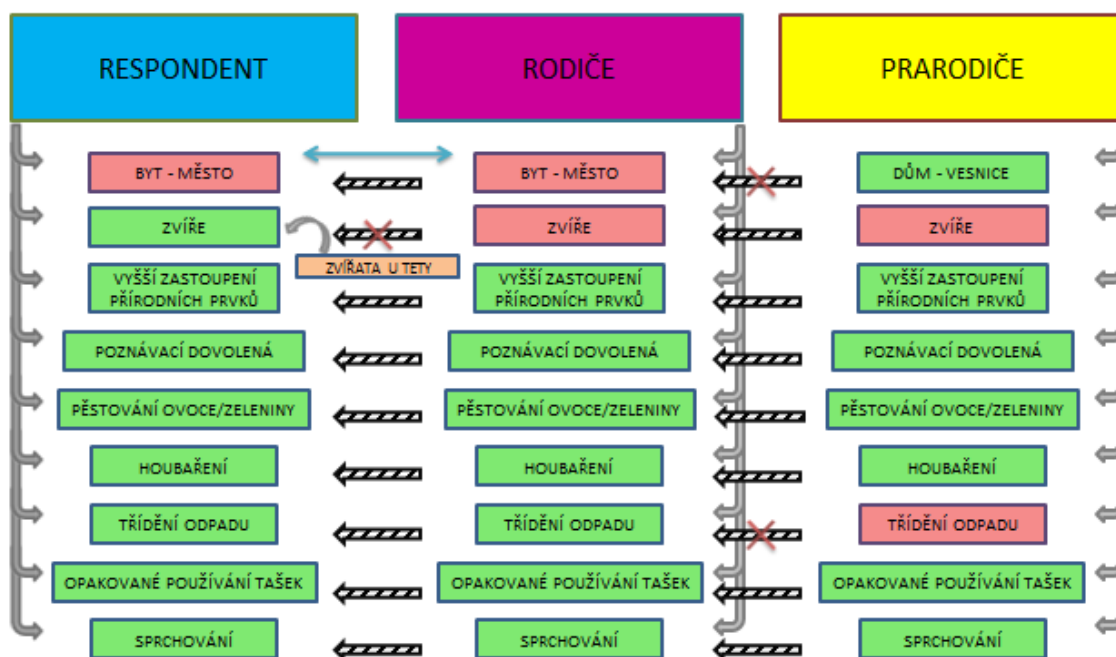 RESPONDENT RODIČE PRARODIČE
BYT - MĚSTO BYT - MĚSTO DŮM - VESNICE
ZVÍŘE ZVÍŘE ZVÍŘE
ZVÍŘATA U TETY
VYŠŠÍ ZASTOUPENÍ VYŠŠÍ ZASTOUPENÍ VYŠŠÍ ZASTOUPENÍ
PŘÍRODNÍCH PRVKŮ PŘÍRODNÍCH PRVKŮ PŘÍRODNÍCH PRVKŮ
POZNÁVACÍ DOVOLENÁ POZNÁVACÍ DOVOLENÁ POZNÁVACÍ DOVOLENÁ
PĚSTOVÁNÍ OVOCE/ZELENINY PĚSTOVÁNÍ OVOCE/ZELENINY PĚSTOVÁNÍ OVOCE/ZELENINY
HOUBAŘENÍ HOUBAŘENÍ HOUBAŘENÍ
TŘÍDĚNÍ ODPADU TŘÍDĚNÍ ODPADU TŘÍDĚNÍ ODPADU
OPAKOVANÉ POUŽÍVÁNÍ TAŠEK OPAKOVANÉ POUŽÍVÁNÍ TAŠEK OPAKOVANÉ POUŽÍVÁNÍ TAŠEK
SPRCHOVÁNÍ SPRCHOVÁNÍ SPRCHOVÁNÍ